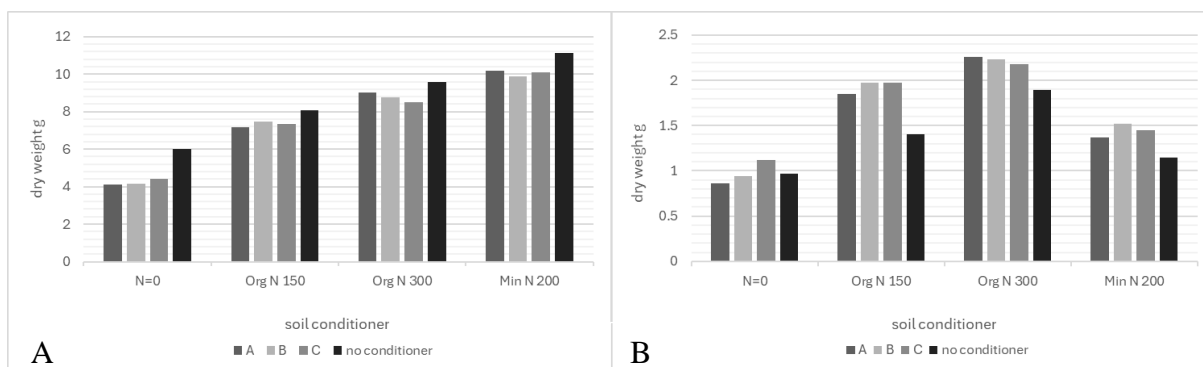 12
10
8
6
4
2
0
dry weight g
N=0 Org N 150 Org N 300 Min N 200
soil conditioner
A B C no conditioner
A
2.5
2
1.5
1
0.5
0
dry weight g
N=0 Org N 150 Org N 300 Min N 200
soil conditioner
A B C no conditioner
B